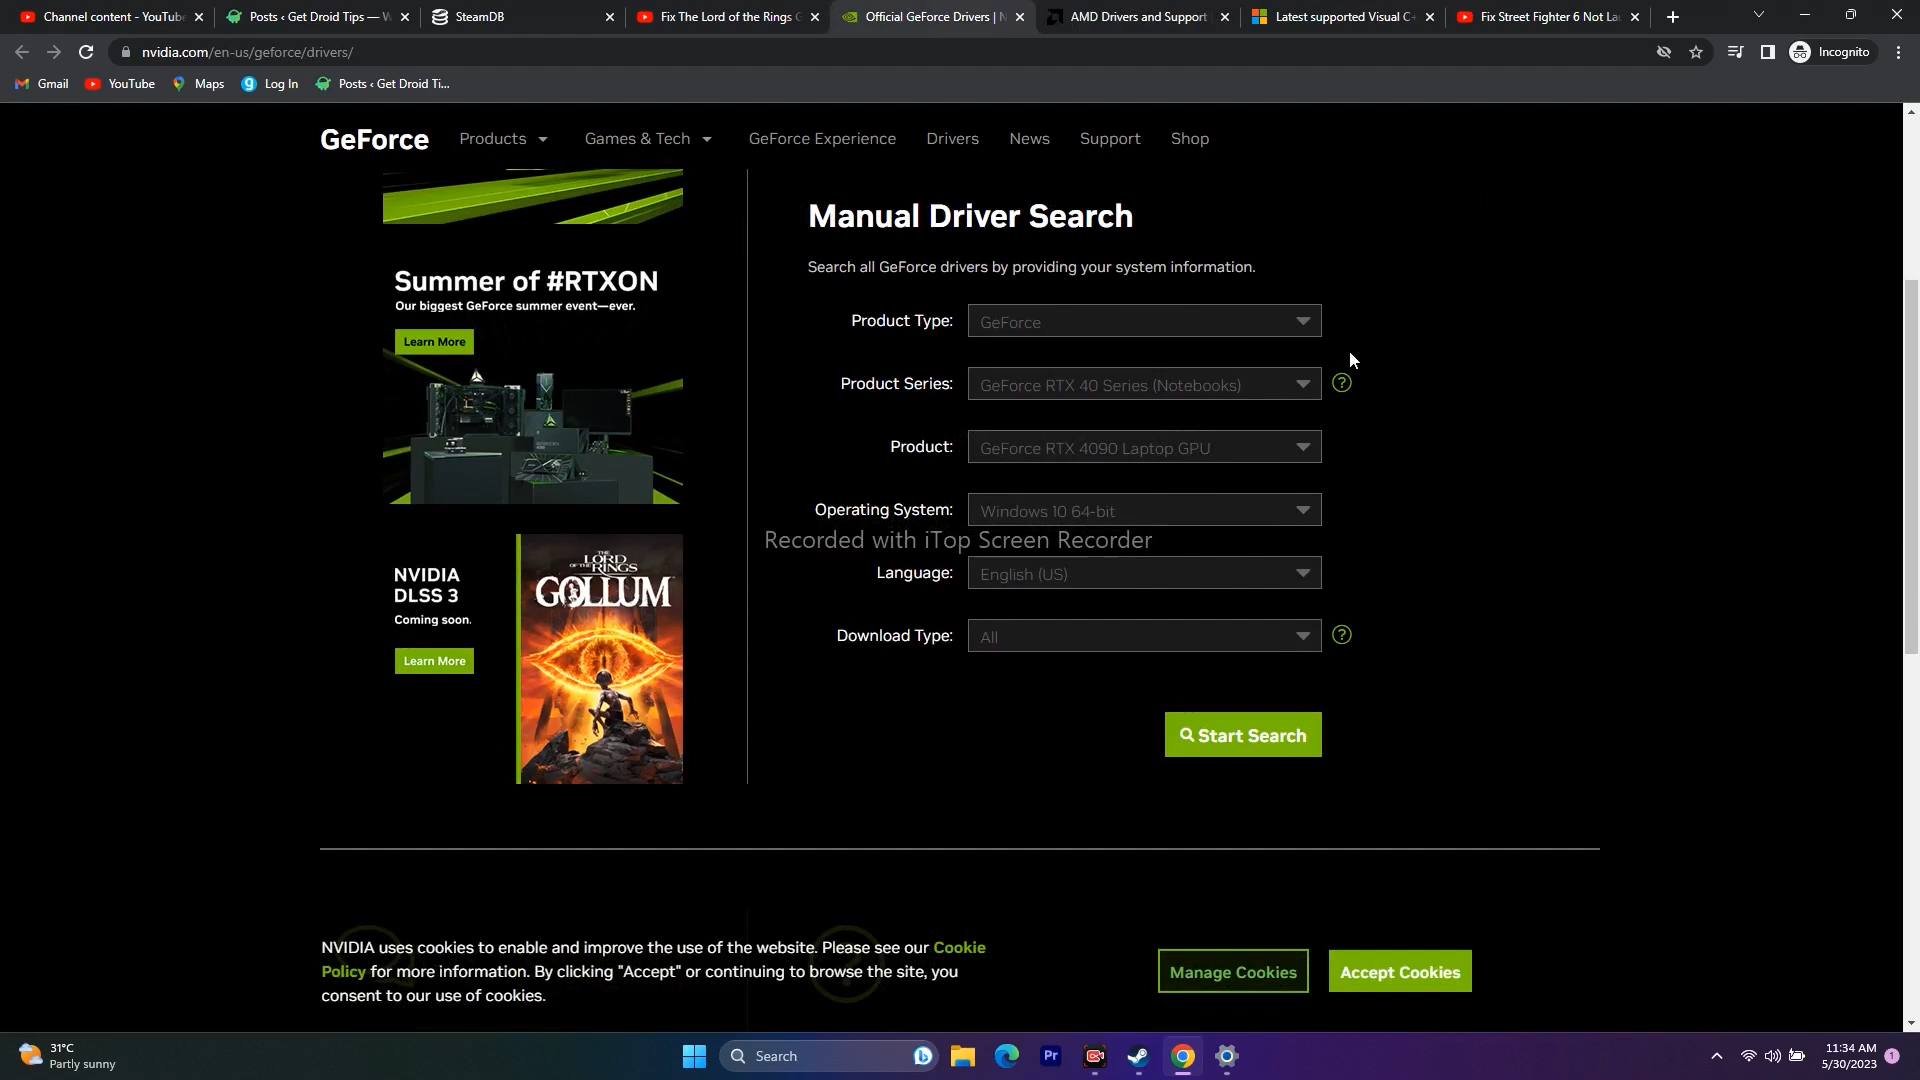 Channel content - YouTube
Posts ‹ Get Droid Tips — W
SteamDB
Fix The Lord of the Rings G
Official GeForce Drivers | N
AMD Drivers and Support
Latest supported Visual C+
Fix Street Fighter 6 Not La
nvidia.com/en-us/geforce/drivers/
Incognito
Gmail
YouTube
Maps
Log In
Posts ‹ Get Droid Ti...
GeForce
Products
Games & Tech
GeForce Experience
Drivers
News
Support
Shop
Summer of #RTXON
Our biggest GeForce summer event—ever.
Learn More
NVIDIA
DLSS 3
Coming soon.
Learn More
THE
LORD
OF THE RINGS
GOLLUM
Manual Driver Search
Search all GeForce drivers by providing your system information.
Product Type: GeForce
Product Series: GeForce RTX 40 Series (Notebooks) ?
Product: GeForce RTX 4090 Laptop GPU
Operating System: Windows 10 64-bit
Recorded with iTop Screen Recorder
Language: English (US)
Download Type: All ?
Start Search
NVIDIA uses cookies to enable and improve the use of the website. Please see our Cookie
Policy for more information. By clicking "Accept" or continuing to browse the site, you
consent to our use of cookies.
Manage Cookies
Accept Cookies
31°C
Partly sunny
Search
Pr
11:34 AM
5/30/2023
1